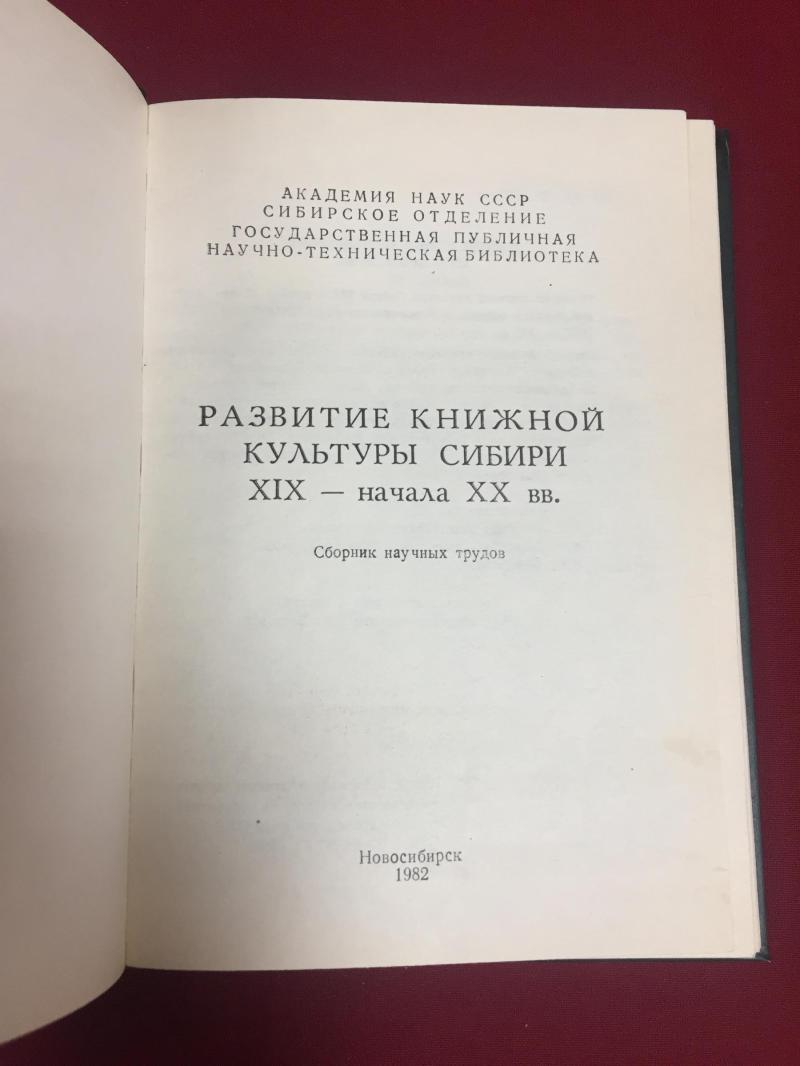 АКАДЕМИЯ НАУК СССР
СИБИРСКОЕ ОТДЕЛЕНИЕ
ГОСУДАРСТВЕННАЯ ПУБЛИЧНАЯ
НАУЧНО-ТЕХНИЧЕСКАЯ БИБЛИОТЕКА
РАЗВИТИЕ КНИЖНОЙ
КУЛЬТУРЫ СИБИРИ
XIX — начала XX вв.
Сборник научных трудов
Новосибирск
1982